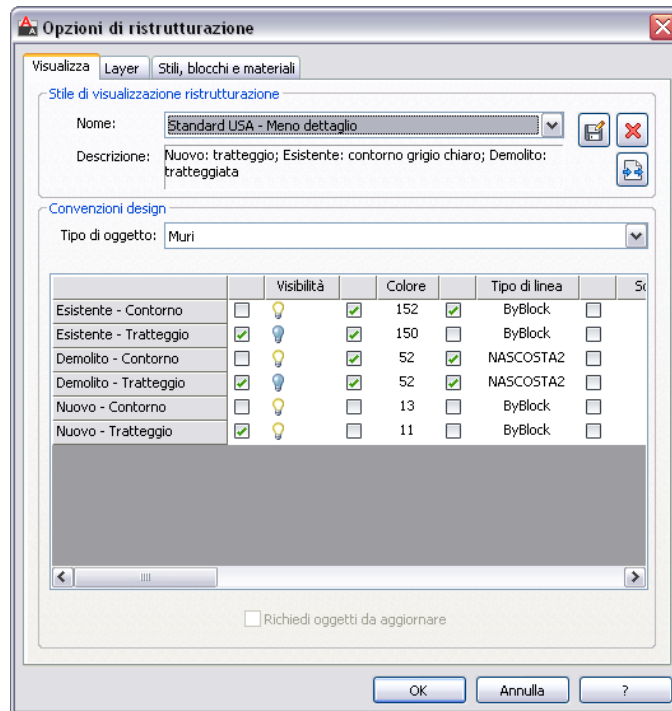 Opzioni di ristrutturazione
Visualizza Layer Stili, blocchi e materiali
Stile di visualizzazione ristrutturazione
Nome: Standard USA - Meno dettaglio
Descrizione: Nuovo: tratteggio; Esistente: contorno grigio chiaro; Demolito:
tratteggiata
Convenzioni design
Tipo di oggetto: Muri
Visibilità Colore Tipo di linea
Esistente - Contorno 152 ByBlock
Esistente - Tratteggio 150 ByBlock
Demolito - Contorno 52 NASCOSTA2
Demolito - Tratteggio 52 NASCOSTA2
Nuovo - Contorno 13 ByBlock
Nuovo - Tratteggio 11 ByBlock
Richiedi oggetti da aggiornare
OK Annulla ?